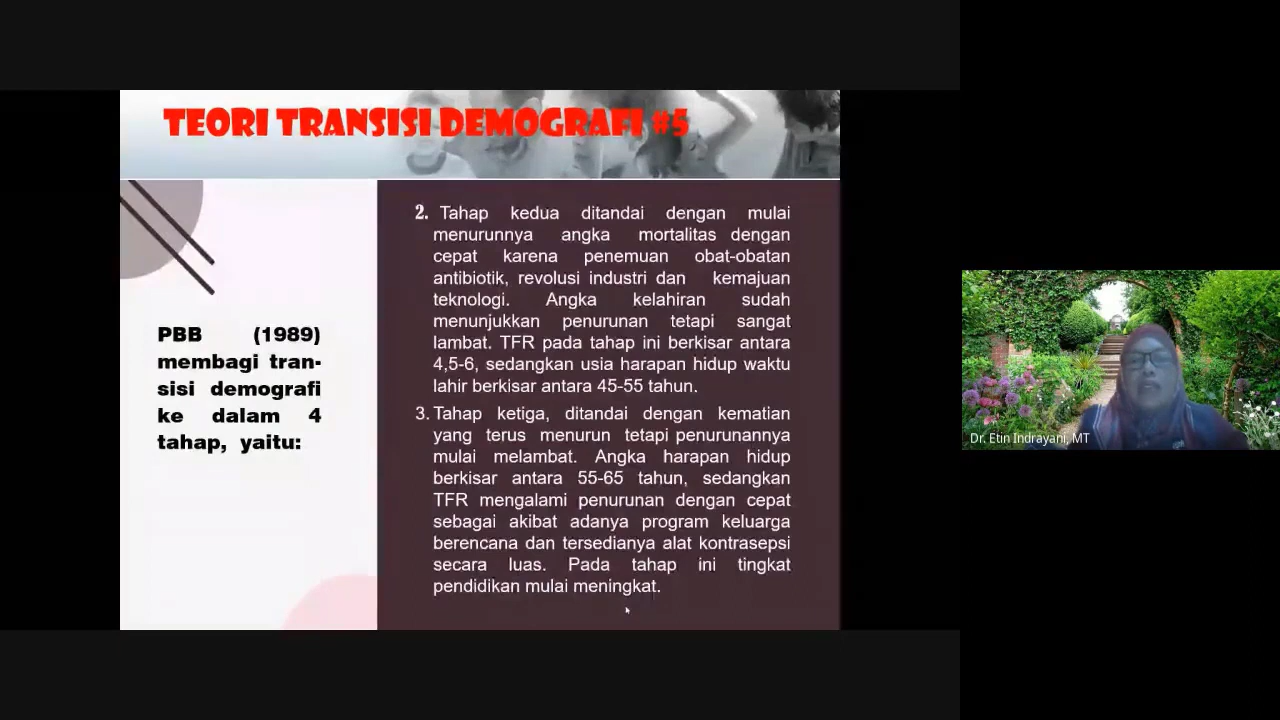 TEORI TRANSISI DEMOGRAFI #5
PBB (1989)
membagi tran-
sisi demografi
ke dalam 4
tahap, yaitu:
2. Tahap kedua ditandai dengan mulai
menurunnya angka mortalitas dengan
cepat karena penemuan obat-obatan
antibiotik, revolusi industri dan kemajuan
teknologi. Angka kelahiran sudah
menunjukkan penurunan tetapi sangat
lambat. TFR pada tahap ini berkisar antara
4,5-6, sedangkan usia harapan hidup waktu
lahir berkisar antara 45-55 tahun.
3. Tahap ketiga, ditandai dengan kematian
yang terus menurun tetapi penurunannya
mulai melambat. Angka harapan hidup
berkisar antara 55-65 tahun, sedangkan
TFR mengalami penurunan dengan cepat
sebagai akibat adanya program keluarga
berencana dan tersedianya alat kontrasepsi
secara luas. Pada tahap ini tingkat
pendidikan mulai meningkat.
Dr. Etin Indrayani, MT